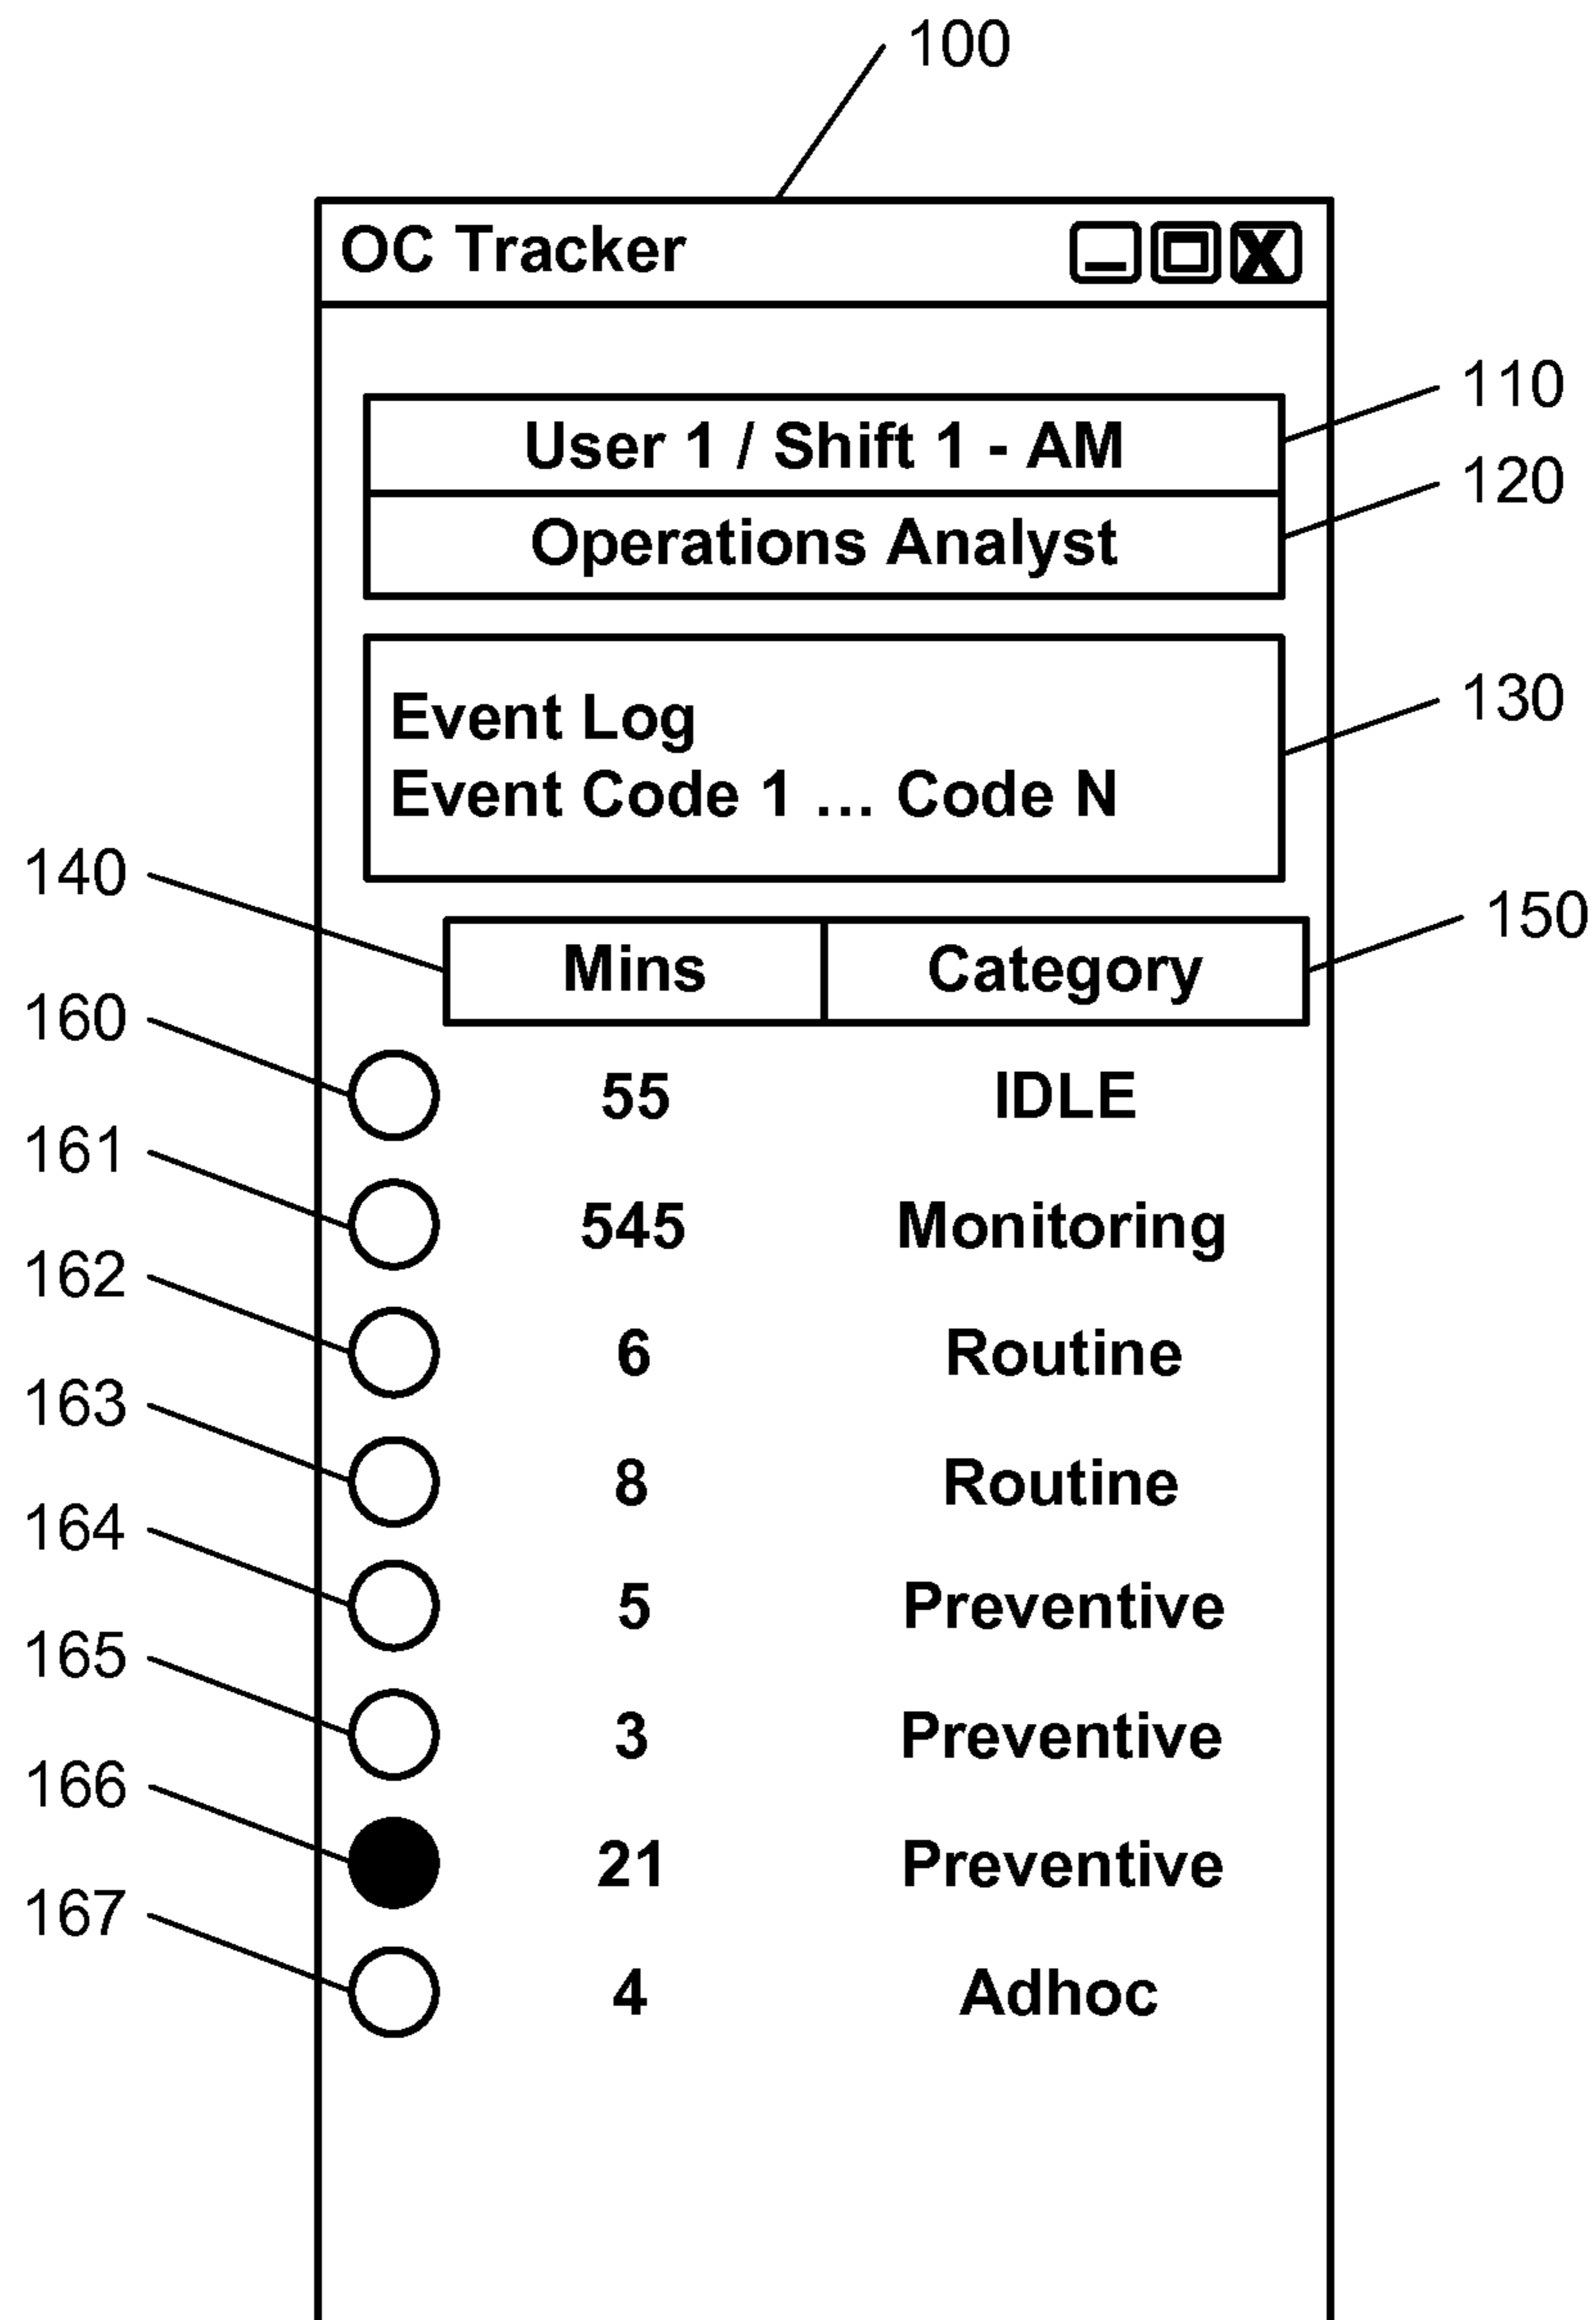 100
OC Tracker
110
User 1 / Shift 1 - AM
120
Operations Analyst
130
Event Log
Event Code 1 ... Code N
140
150
Mins Category
160
55 IDLE
161
545 Monitoring
162
6 Routine
163
8 Routine
164
5 Preventive
165
3 Preventive
166
21 Preventive
167
4 Adhoc